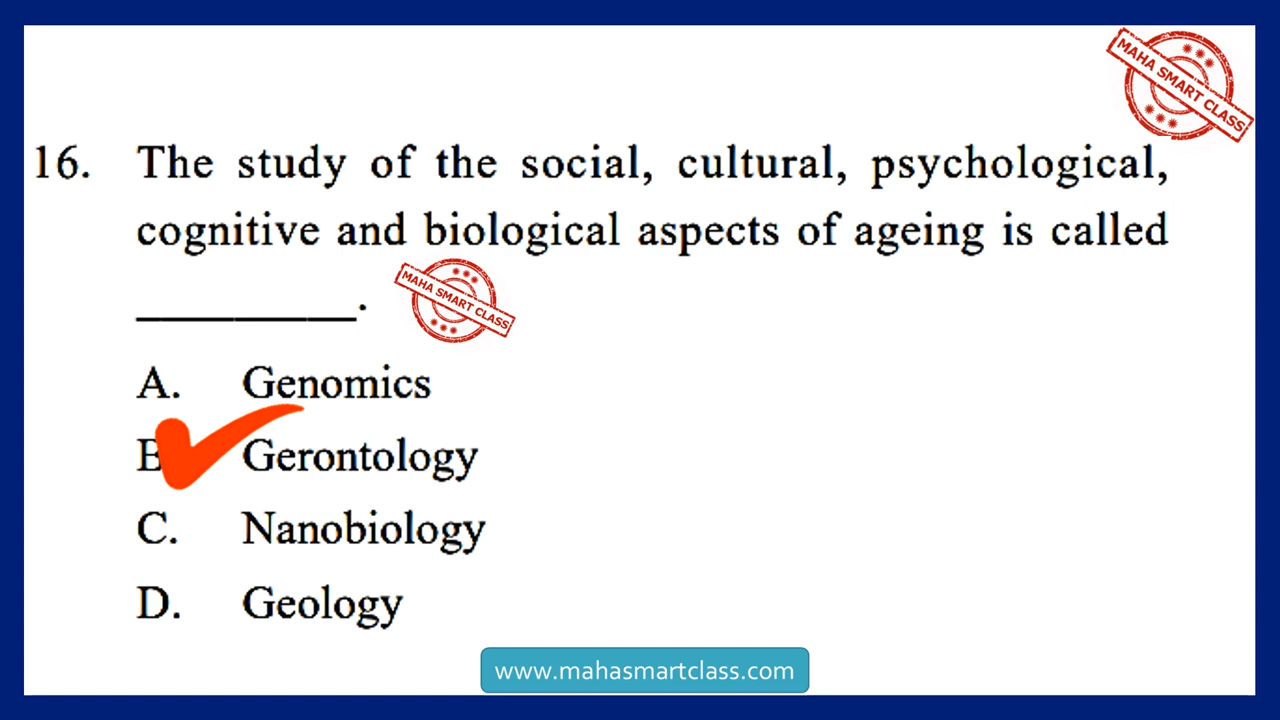 MAHA SMART CLASS
16. The study of the social, cultural, psychological,
cognitive and biological aspects of ageing is called
__________.
MAHA SMART CLASS
A. Genomics
B Gerontology
C. Nanobiology
D. Geology
www.mahasmartclass.com